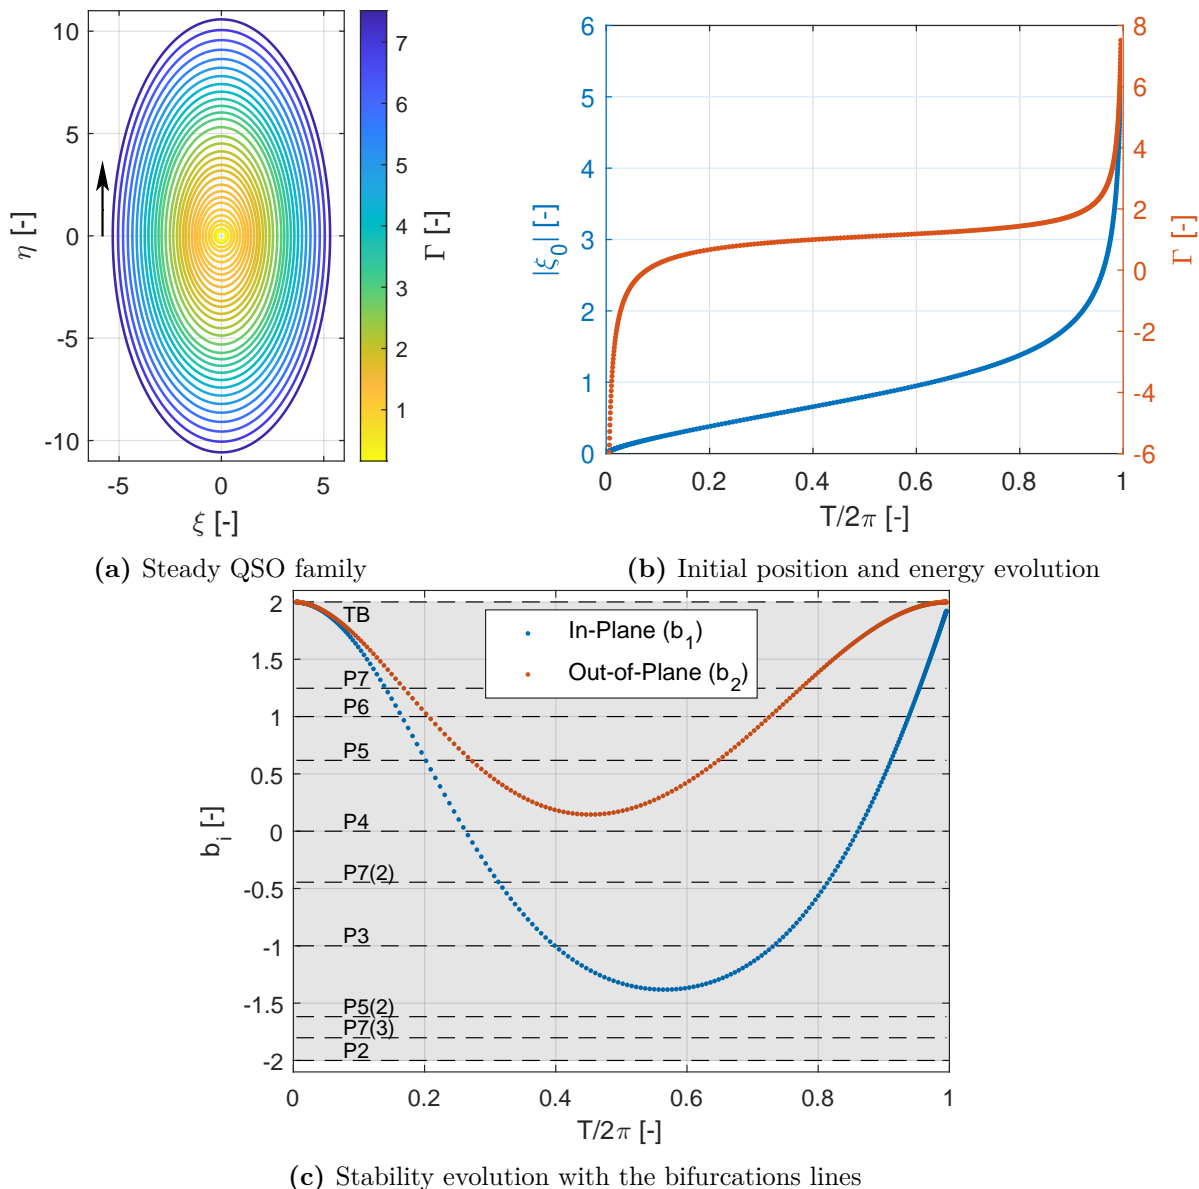 10
5
0
-5
-10
η [-]
-5 0 5
ξ [-]
7
6
5
4
3
2
1
Γ [-]
(a) Steady QSO family
6
5
4
3
2
1
0
|ξ₀| [-]
8
6
4
2
0
-2
-4
-6
Γ [-]
0 0.2 0.4 0.6 0.8 1
T/2π [-]
(b) Initial position and energy evolution
2
1.5
1
0.5
0
-0.5
-1
-1.5
-2
b_i [-]
TB
P7
P6
P5
P4
P7(2)
P3
P5(2)
P7(3)
P2
In-Plane (b₁)
Out-of-Plane (b₂)
0 0.2 0.4 0.6 0.8 1
T/2π [-]
(c) Stability evolution with the bifurcations lines